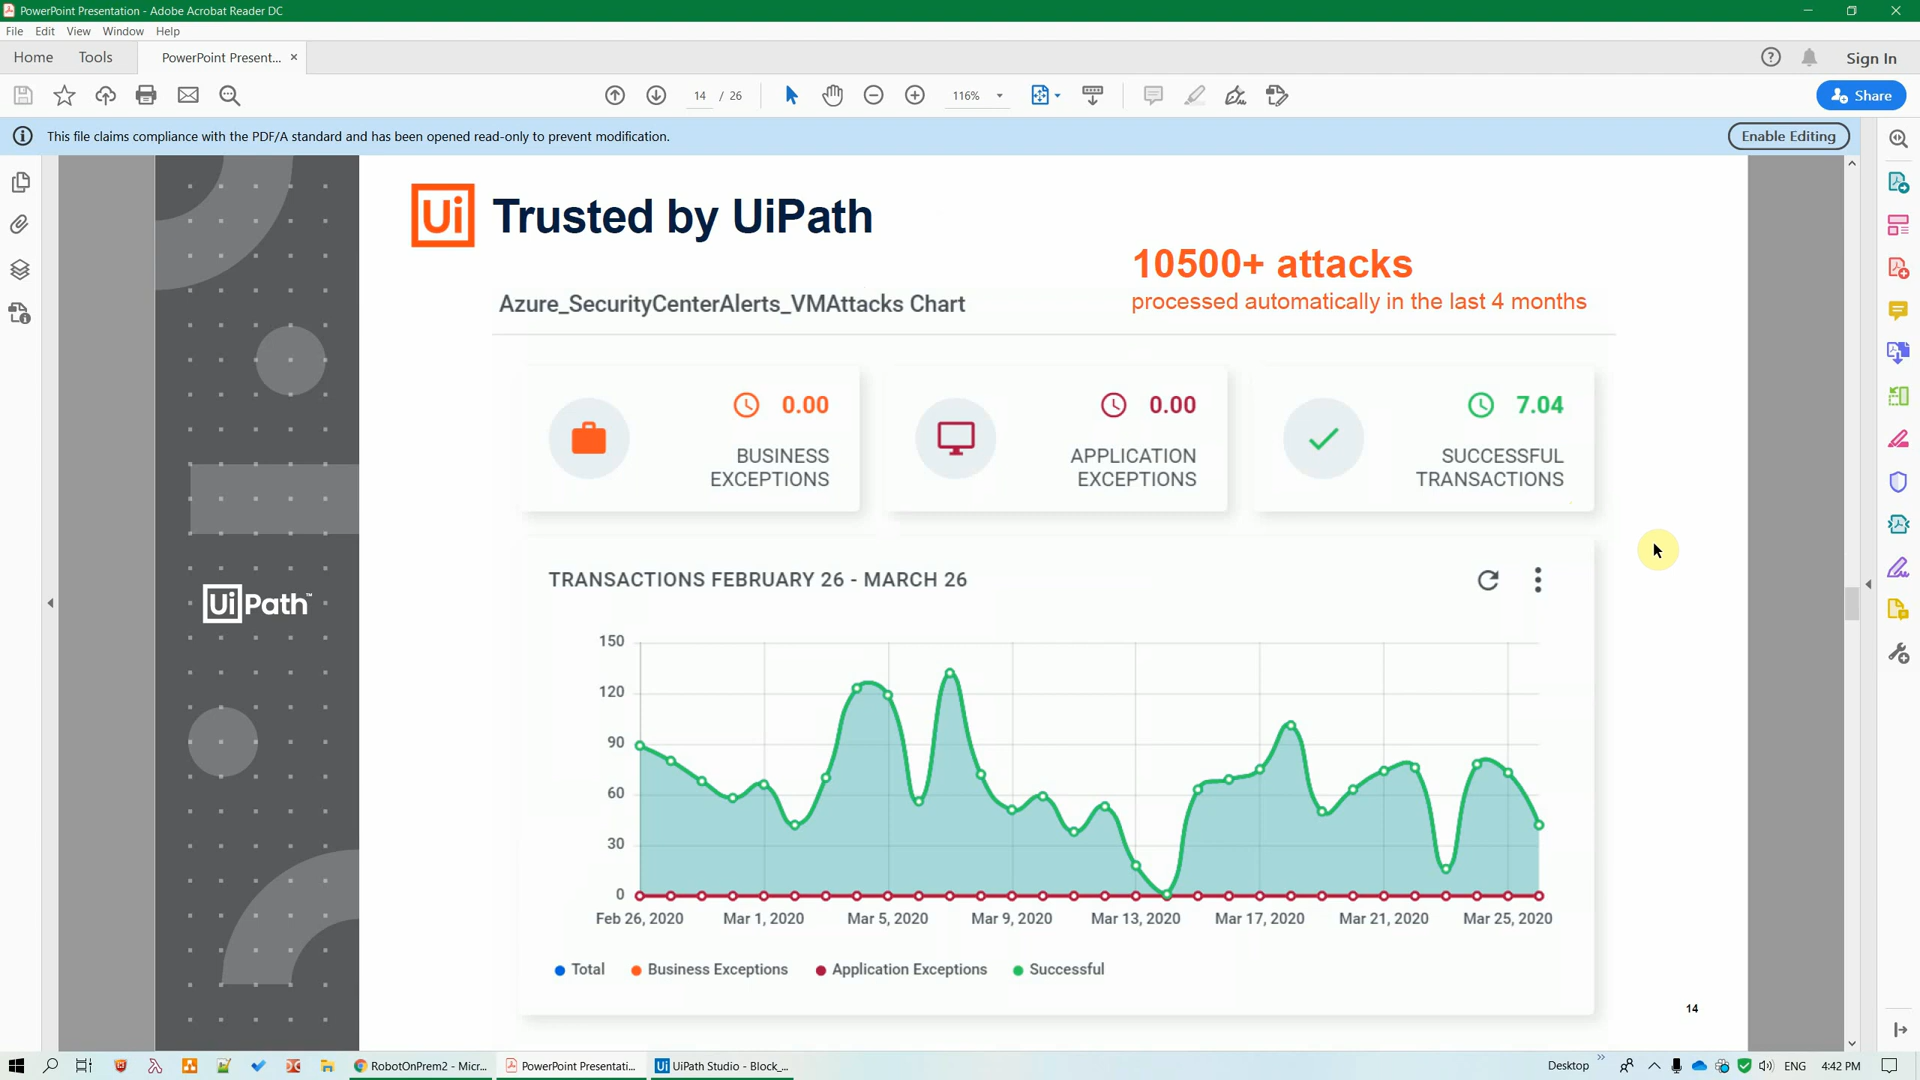 PowerPoint Presentation - Adobe Acrobat Reader DC
File Edit View Window Help
Home Tools PowerPoint Present... × Sign In
14 / 26 116% Share
This file claims compliance with the PDF/A standard and has been opened read-only to prevent modification. Enable Editing
Ui Trusted by UiPath
10500+ attacks
processed automatically in the last 4 months
Azure_SecurityCenterAlerts_VMAttacks Chart
0.00
BUSINESS
EXCEPTIONS
0.00
APPLICATION
EXCEPTIONS
7.04
SUCCESSFUL
TRANSACTIONS
UiPath™
TRANSACTIONS FEBRUARY 26 - MARCH 26
150
120
90
60
30
0
Feb 26, 2020 Mar 1, 2020 Mar 5, 2020 Mar 9, 2020 Mar 13, 2020 Mar 17, 2020 Mar 21, 2020 Mar 25, 2020
Total Business Exceptions Application Exceptions Successful
14
RobotOnPrem2 - Micr... PowerPoint Presentati... Ui UiPath Studio - Block_... Desktop ENG 4:42 PM